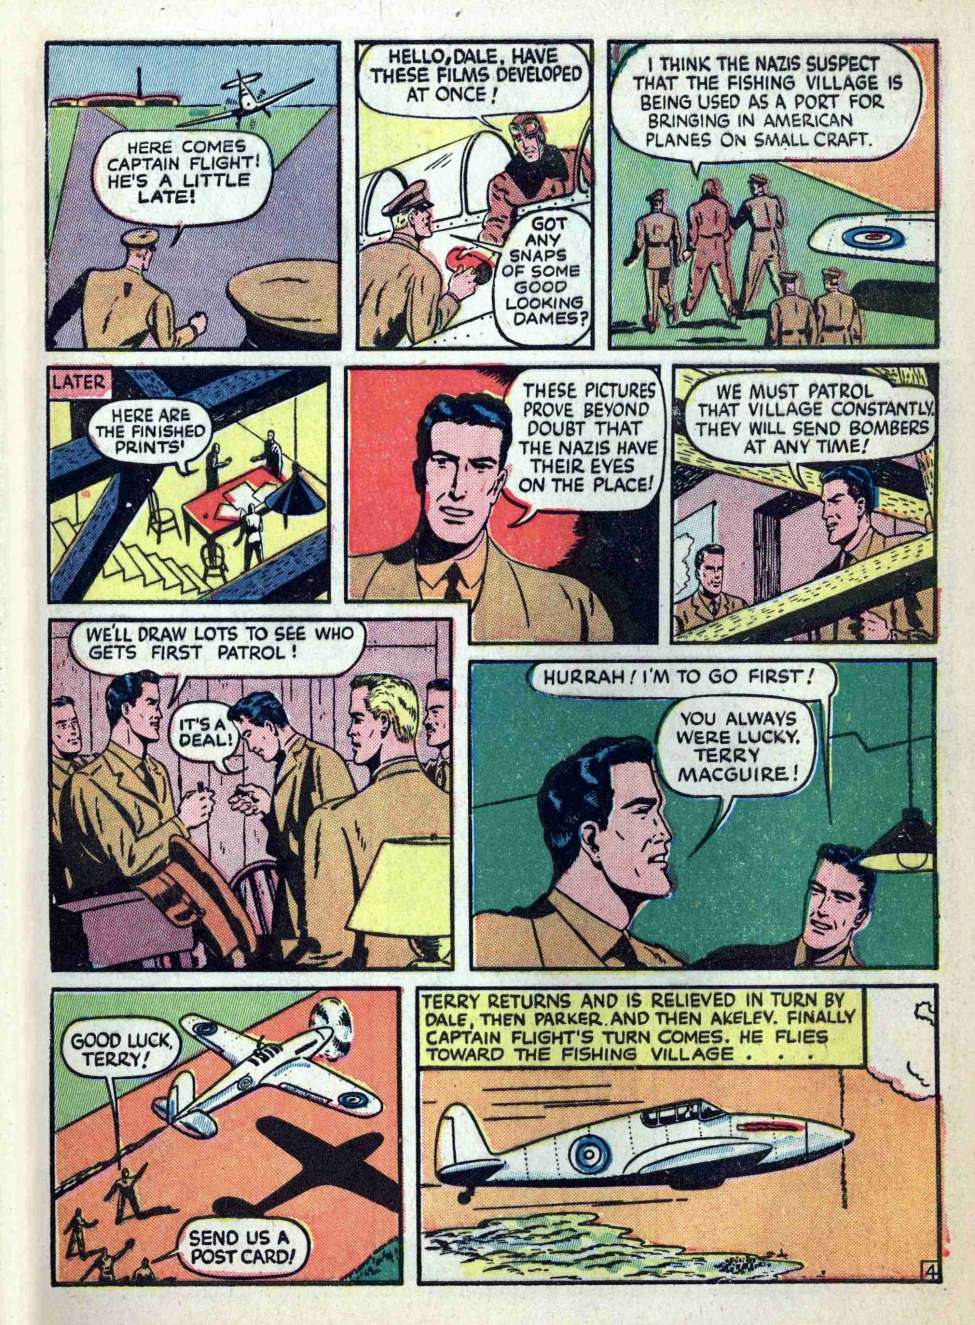 HERE COMES
CAPTAIN FLIGHT!
HE'S A LITTLE
LATE!
HELLO, DALE, HAVE
THESE FILMS DEVELOPED
AT ONCE!
GOT
ANY
SNAPS
OF SOME
GOOD
LOOKING
DAMES?
I THINK THE NAZIS SUSPECT
THAT THE FISHING VILLAGE IS
BEING USED AS A PORT FOR
BRINGING IN AMERICAN
PLANES ON SMALL CRAFT.
LATER
HERE ARE
THE FINISHED
PRINTS'
THESE PICTURES
PROVE BEYOND
DOUBT THAT
THE NAZIS HAVE
THEIR EYES
ON THE PLACE!
WE MUST PATROL
THAT VILLAGE CONSTANTLY.
THEY WILL SEND BOMBERS
AT ANY TIME!
WE'LL DRAW LOTS TO SEE WHO
GETS FIRST PATROL!
IT'S A
DEAL!
HURRAH! I'M TO GO FIRST!
YOU ALWAYS
WERE LUCKY,
TERRY
MACGUIRE!
GOOD LUCK,
TERRY!
SEND US A
POST CARD!
TERRY RETURNS AND IS RELIEVED IN TURN BY
DALE, THEN PARKER. AND THEN AKELEY. FINALLY
CAPTAIN FLIGHT'S TURN COMES. HE FLIES
TOWARD THE FISHING VILLAGE . . .
4